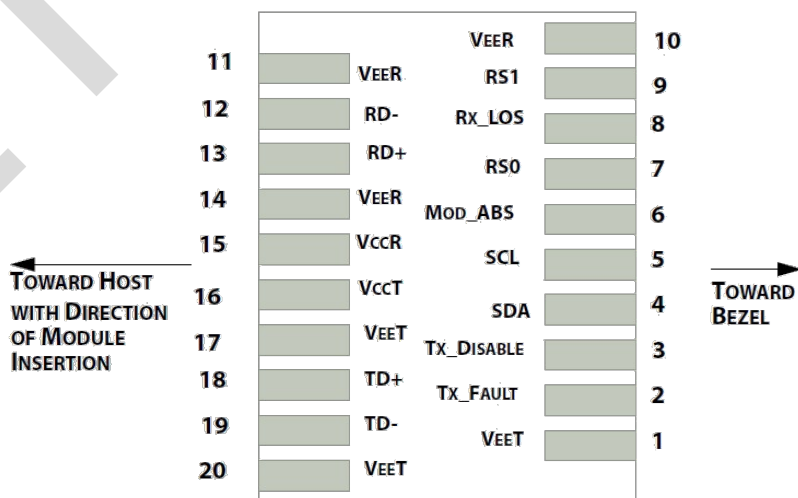 VEER 10
11 VEER
RS1 9
12 RD-
RX_LOS 8
13 RD+
RS0 7
14 VEER
MOD_ABS 6
15 VCCR
SCL 5
TOWARD HOST
WITH DIRECTION
OF MODULE
INSERTION
16 VCCT
TOWARD
BEZEL
SDA 4
17 VEET
TX_DISABLE 3
18 TD+
TX_FAULT 2
19 TD-
VEET 1
20 VEET